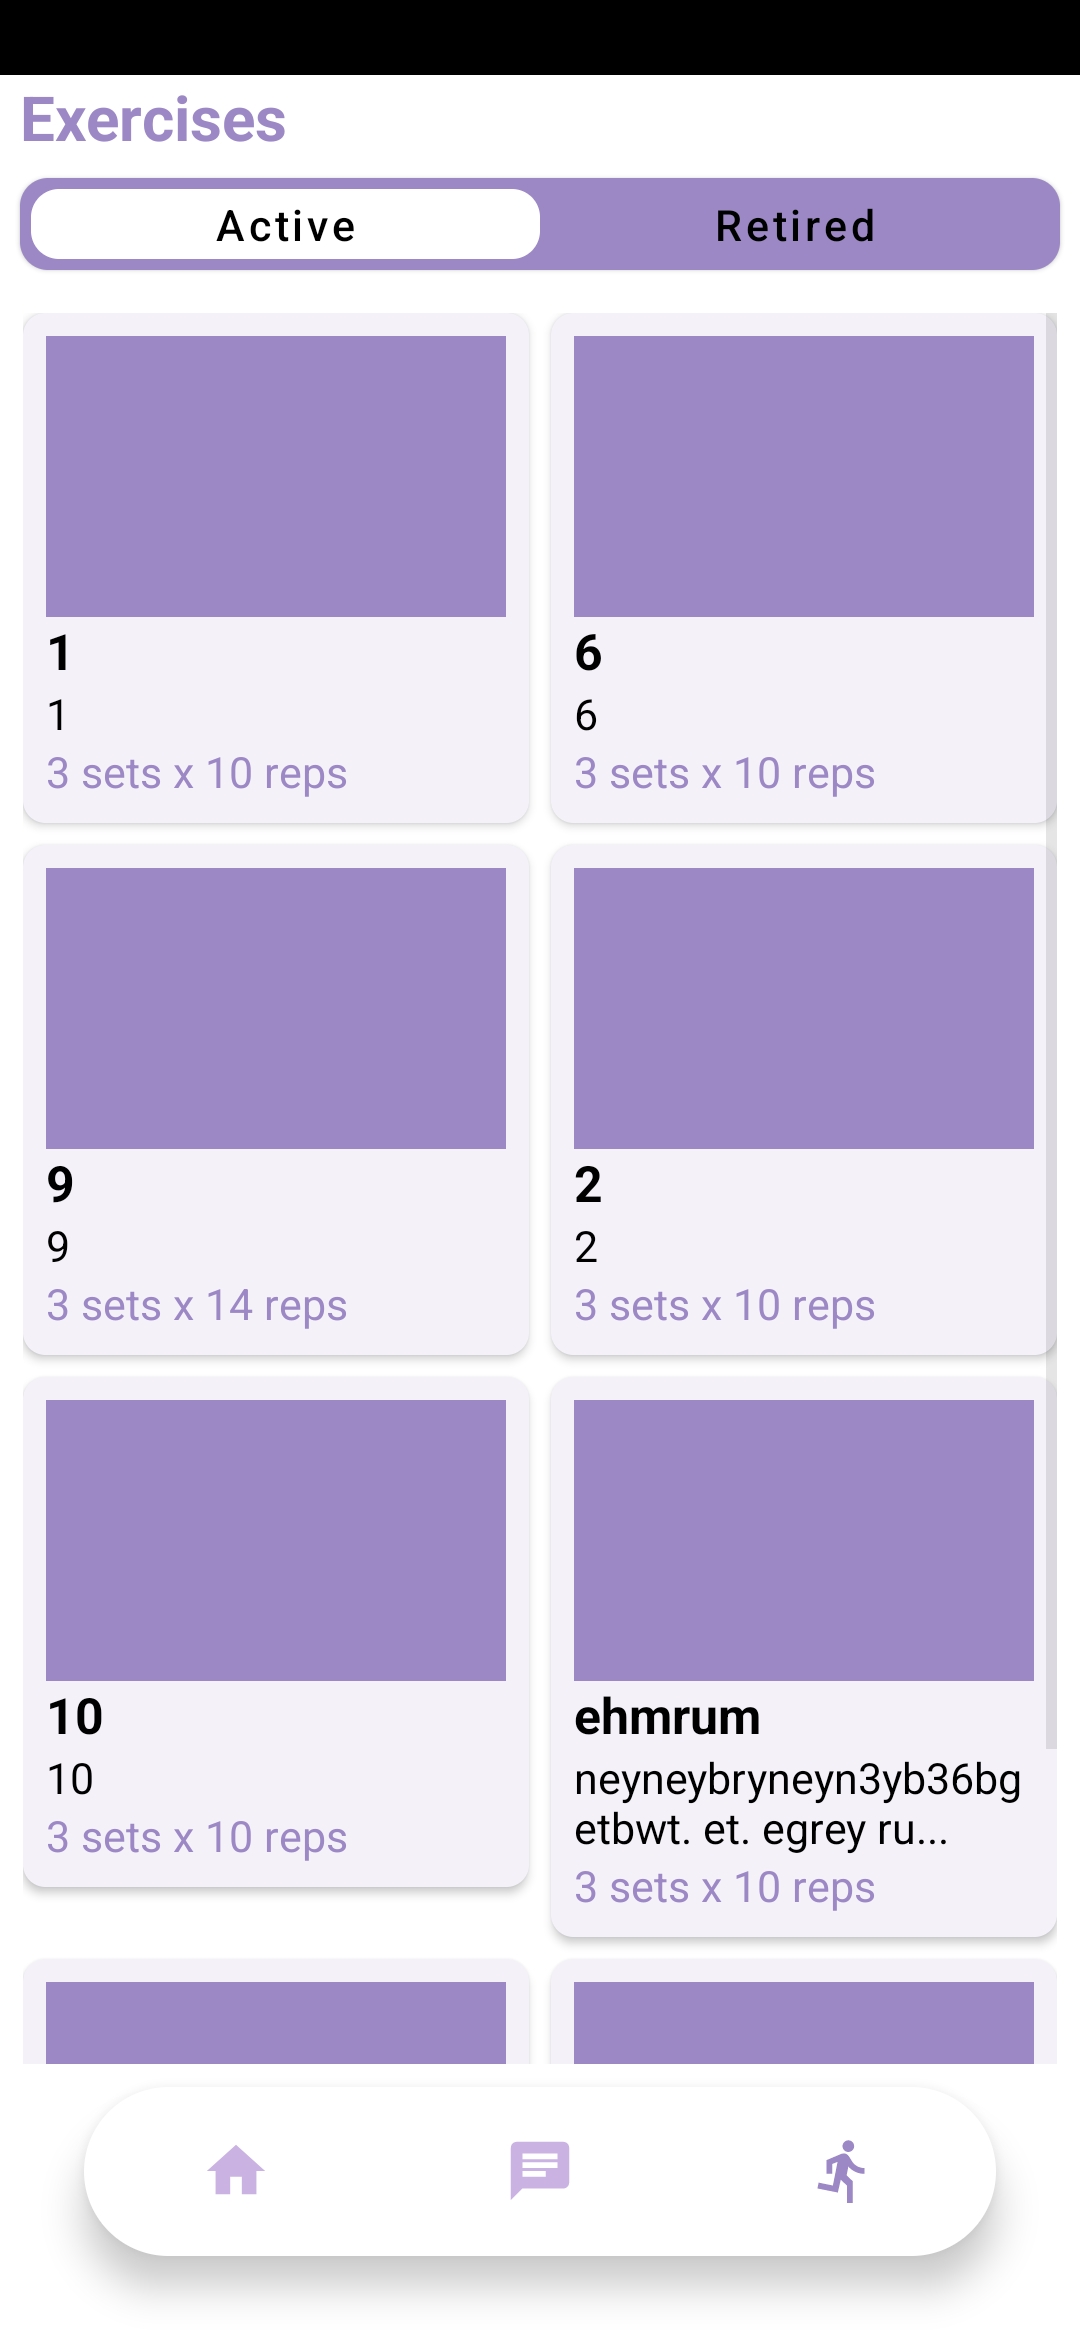 Exercises
Active
Retired
1
1
3 sets x 10 reps
6
6
3 sets x 10 reps
9
9
3 sets x 14 reps
2
2
3 sets x 10 reps
10
10
3 sets x 10 reps
ehmrum
neyneybryneyn3yb36bg
etbwt. et. egrey ru...
3 sets x 10 reps